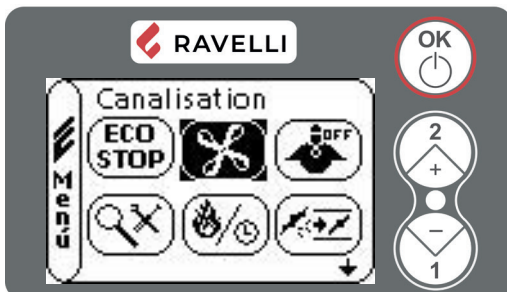 RAVELLI
OK
Canalisation
ECO
STOP
OFF
Menú
2
+
−
1